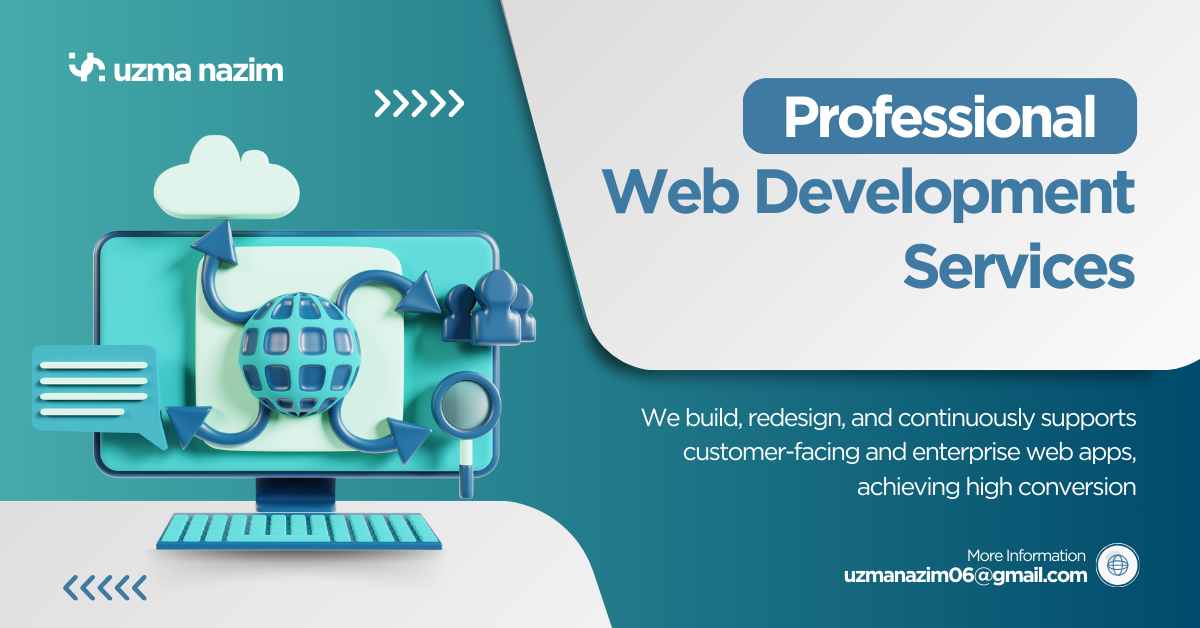 uzma nazim
Professional
Web Development
Services
We build, redesign, and continuously supports
customer-facing and enterprise web apps,
achieving high conversion
More Information
uzmanazim06@gmail.com